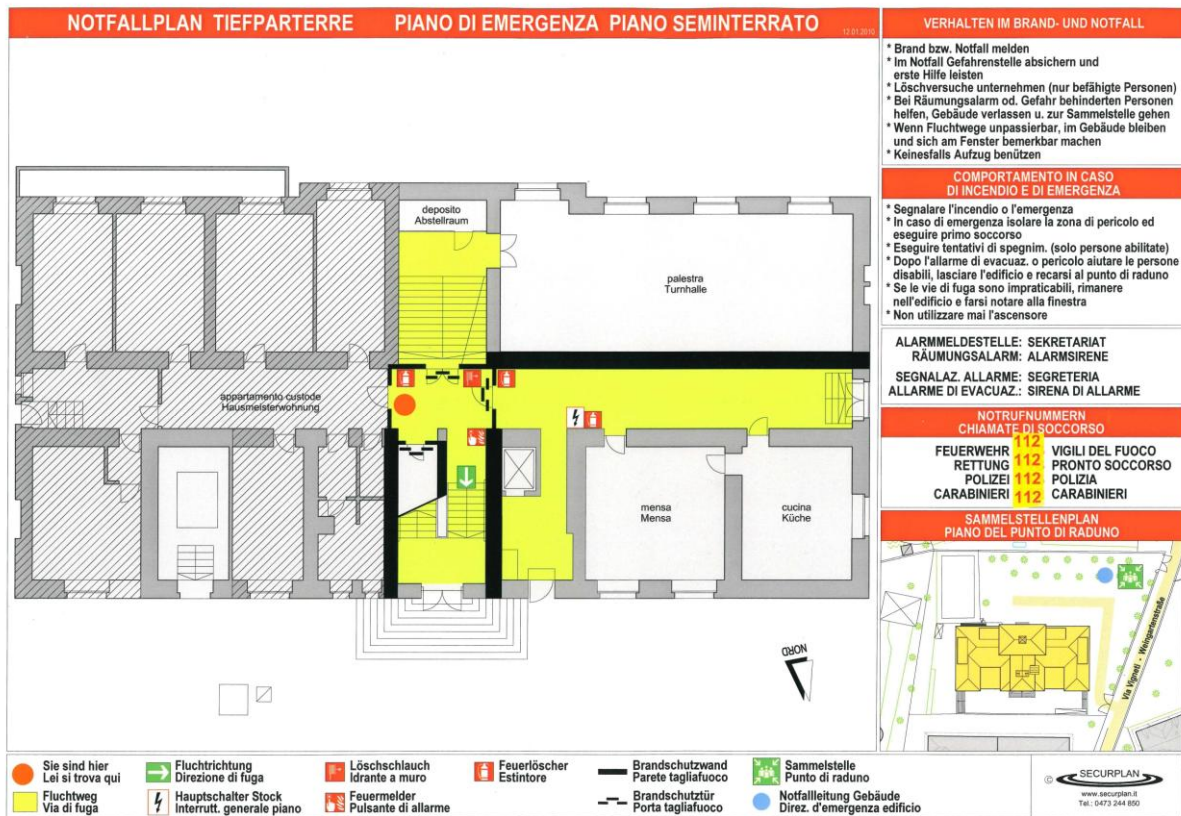 NOTFALLPLAN TIEFPARTERRE PIANO DI EMERGENZA PIANO SEMINTERRATO
12.01.2010
deposito
Abstellraum
palestra
Turnhalle
appartamento custode
Hausmeisterwohnung
mensa
Mensa
cucina
Küche
NORD
VERHALTEN IM BRAND- UND NOTFALL
* Brand bzw. Notfall melden
* Im Notfall Gefahrenstelle absichern und
erste Hilfe leisten
* Löschversuche unternehmen (nur befähigte Personen)
* Bei Räumungsalarm od. Gefahr behinderten Personen
helfen, Gebäude verlassen u. zur Sammelstelle gehen
* Wenn Fluchtwege unpassierbar, im Gebäude bleiben
und sich am Fenster bemerkbar machen
* Keinesfalls Aufzug benützen
COMPORTAMENTO IN CASO
DI INCENDIO E DI EMERGENZA
* Segnalare l'incendio o l'emergenza
* In caso di emergenza isolare la zona di pericolo ed
eseguire primo soccorso
* Eseguire tentativi di spegnim. (solo persone abilitate)
* Dopo l'allarme di evacuaz. o pericolo aiutare le persone
disabili, lasciare l'edificio e recarsi al punto di raduno
* Se le vie di fuga sono impraticabili, rimanere
nell'edificio e farsi notare alla finestra
* Non utilizzare mai l'ascensore
ALARMMELDESTELLE: SEKRETARIAT
RÄUMUNGSALARM: ALARMSIRENE
SEGNALAZ. ALLARME: SEGRETERIA
ALLARME DI EVACUAZ.: SIRENA DI ALLARME
NOTRUFNUMMERN
CHIAMATE DI SOCCORSO
FEUERWEHR 112 VIGILI DEL FUOCO
RETTUNG 112 PRONTO SOCCORSO
POLIZEI 112 POLIZIA
CARABINIERI 112 CARABINIERI
SAMMELSTELLENPLAN
PIANO DEL PUNTO DI RADUNO
Via Vigneti - Weingartenstraße
Sie sind hier
Lei si trova qui
Fluchtweg
Via di fuga
Fluchtrichtung
Direzione di fuga
Hauptschalter Stock
Interrutt. generale piano
Löschschlauch
Idrante a muro
Feuermelder
Pulsante di allarme
Feuerlöscher
Estintore
Brandschutzwand
Parete tagliafuoco
Brandschutztür
Porta tagliafuoco
Sammelstelle
Punto di raduno
Notfallleitung Gebäude
Direz. d'emergenza edificio
© SECURPLAN
www.securplan.it
Tel.: 0473 244 850